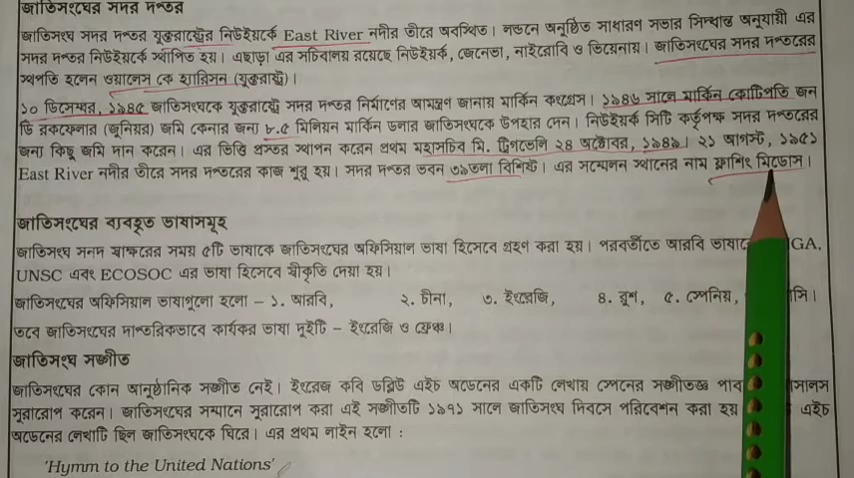 জাতিসংঘের সদর দপ্তর
জাতিসংঘ সদর দপ্তর যুক্তরাষ্ট্রের নিউইয়র্কে East River নদীর তীরে অবস্থিত। লন্ডনে অনুষ্ঠিত সাধারণ সভার সিদ্ধান্ত অনুযায়ী এর
সদর দপ্তর নিউইয়র্কে স্থাপিত হয়। এছাড়া এর সচিবালয় রয়েছে নিউইয়র্ক, জেনেভা, নাইরোবি ও ভিয়েনায়। জাতিসংঘের সদর দপ্তরের
স্থপতি হলেন ওয়ালেস কে হ্যারিসন (যুক্তরাষ্ট্র)।
১০ ডিসেম্বর, ১৯৪৫ জাতিসংঘকে যুক্তরাষ্ট্রে সদর দপ্তর নির্মাণের আমন্ত্রণ জানায় মার্কিন কংগ্রেস। ১৯৪৬ সালে মার্কিন কোটিপতি জন
ডি রকফেলার (জুনিয়র) জমি কেনার জন্য ৮.৫ মিলিয়ন মার্কিন ডলার জাতিসংঘকে উপহার দেন। নিউইয়র্ক সিটি কর্তৃপক্ষ সদর দপ্তরের
জন্য কিছু জমি দান করেন। এর ভিত্তি প্রস্তর স্থাপন করেন প্রথম মহাসচিব মি. ট্রিগভেলি ২৪ অক্টোবর, ১৯৪৯। ২১ আগস্ট, ১৯৫১
East River নদীর তীরে সদর দপ্তরের কাজ শুরু হয়। সদর দপ্তর ভবন ৩৯তলা বিশিষ্ট। এর সম্মেলন স্থানের নাম ফ্লাশিং মিডোস।
জাতিসংঘের ব্যবহৃত ভাষাসমূহ
জাতিসংঘ সনদ স্বাক্ষরের সময় ৫টি ভাষাকে জাতিসংঘের অফিসিয়াল ভাষা হিসেবে গ্রহণ করা হয়। পরবর্তীতে আরবি GA,
UNSC এবং ECOSOC এর ভাষা হিসেবে স্বীকৃতি দেয়া হয়।
জাতিসংঘের অফিসিয়াল ভাষাগুলো হলো – ১. আরবি, ২. চীনা, ৩. ইংরেজি, ৪. রুশ, ৫. স্পেনিয়,
তবে জাতিসংঘের দাপ্তরিকভাবে কার্যকর ভাষা দুইটি – ইংরেজি ও ফ্রেঞ্চ।
জাতিসংঘ সঙ্গীত
জাতিসংঘের কোন আনুষ্ঠানিক সঙ্গীত নেই। ইংরেজ কবি ডব্লিউ এইচ অডেনের একটি লেখায় স্পেনের সঙ্গীতজ্ঞ
সুরারোপ করেন। জাতিসংঘের সম্মানে সুরারোপ করা এই সঙ্গীতটি ১৯৭১ সালে জাতিসংঘ দিবসে পরিবেশন করা হয় এইচ
অডেনের লেখাটি ছিল জাতিসংঘকে ঘিরে। এর প্রথম লাইন হলো :
'Hymm to the United Nations'